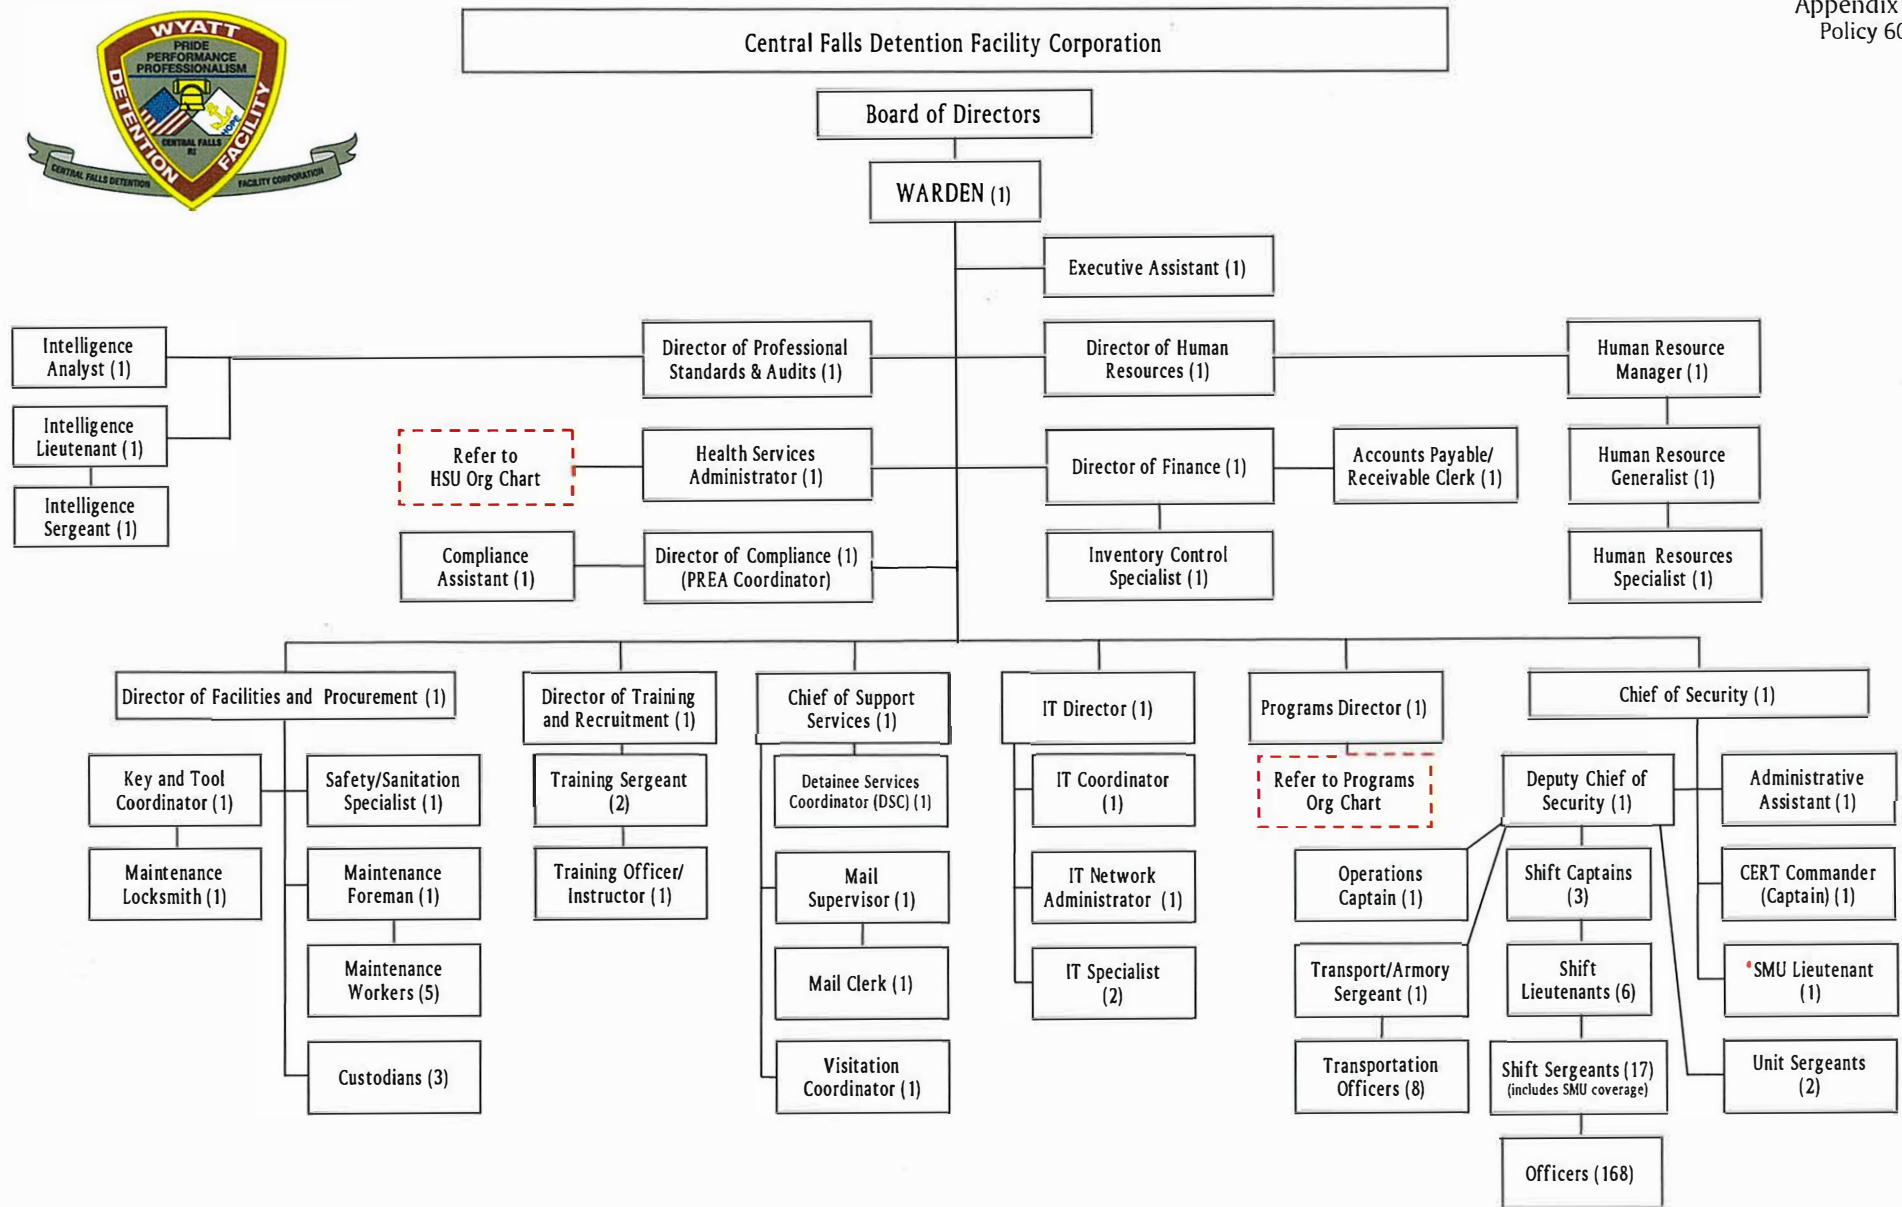 Appendix
Policy 60
WYATT
DETENTION
FACILITY
PRIDE
PERFORMANCE
PROFESSIONALISM
HOPE
CENTRAL FALLS
RI
CENTRAL FALLS DETENTION
FACILITY CORPORATION
Central Falls Detention Facility Corporation
Board of Directors
WARDEN (1)
Executive Assistant (1)
Intelligence
Analyst (1)
Director of Professional
Standards & Audits (1)
Director of Human
Resources (1)
Human Resource
Manager (1)
Intelligence
Lieutenant (1)
Refer to
HSU Org Chart
Health Services
Administrator (1)
Director of Finance (1)
Accounts Payable/
Receivable Clerk (1)
Human Resource
Generalist (1)
Intelligence
Sergeant (1)
Compliance
Assistant (1)
Director of Compliance (1)
(PREA Coordinator)
Inventory Control
Specialist (1)
Human Resources
Specialist (1)
Director of Facilities and Procurement (1)
Director of Training
and Recruitment (1)
Chief of Support
Services (1)
IT Director (1)
Programs Director (1)
Chief of Security (1)
Key and Tool
Coordinator (1)
Safety/Sanitation
Specialist (1)
Training Sergeant
(2)
Detainee Services
Coordinator (DSC) (1)
IT Coordinator
(1)
Refer to Programs
Org Chart
Deputy Chief of
Security (1)
Administrative
Assistant (1)
Maintenance
Locksmith (1)
Maintenance
Foreman (1)
Training Officer/
Instructor (1)
Mail
Supervisor (1)
IT Network
Administrator (1)
Operations
Captain (1)
Shift Captains
(3)
CERT Commander
(Captain) (1)
Maintenance
Workers (5)
Mail Clerk (1)
IT Specialist
(2)
Transport/Armory
Sergeant (1)
Shift
Lieutenants (6)
*SMU Lieutenant
(1)
Custodians (3)
Visitation
Coordinator (1)
Transportation
Officers (8)
Shift Sergeants (17)
(includes SMU coverage)
Unit Sergeants
(2)
Officers (168)